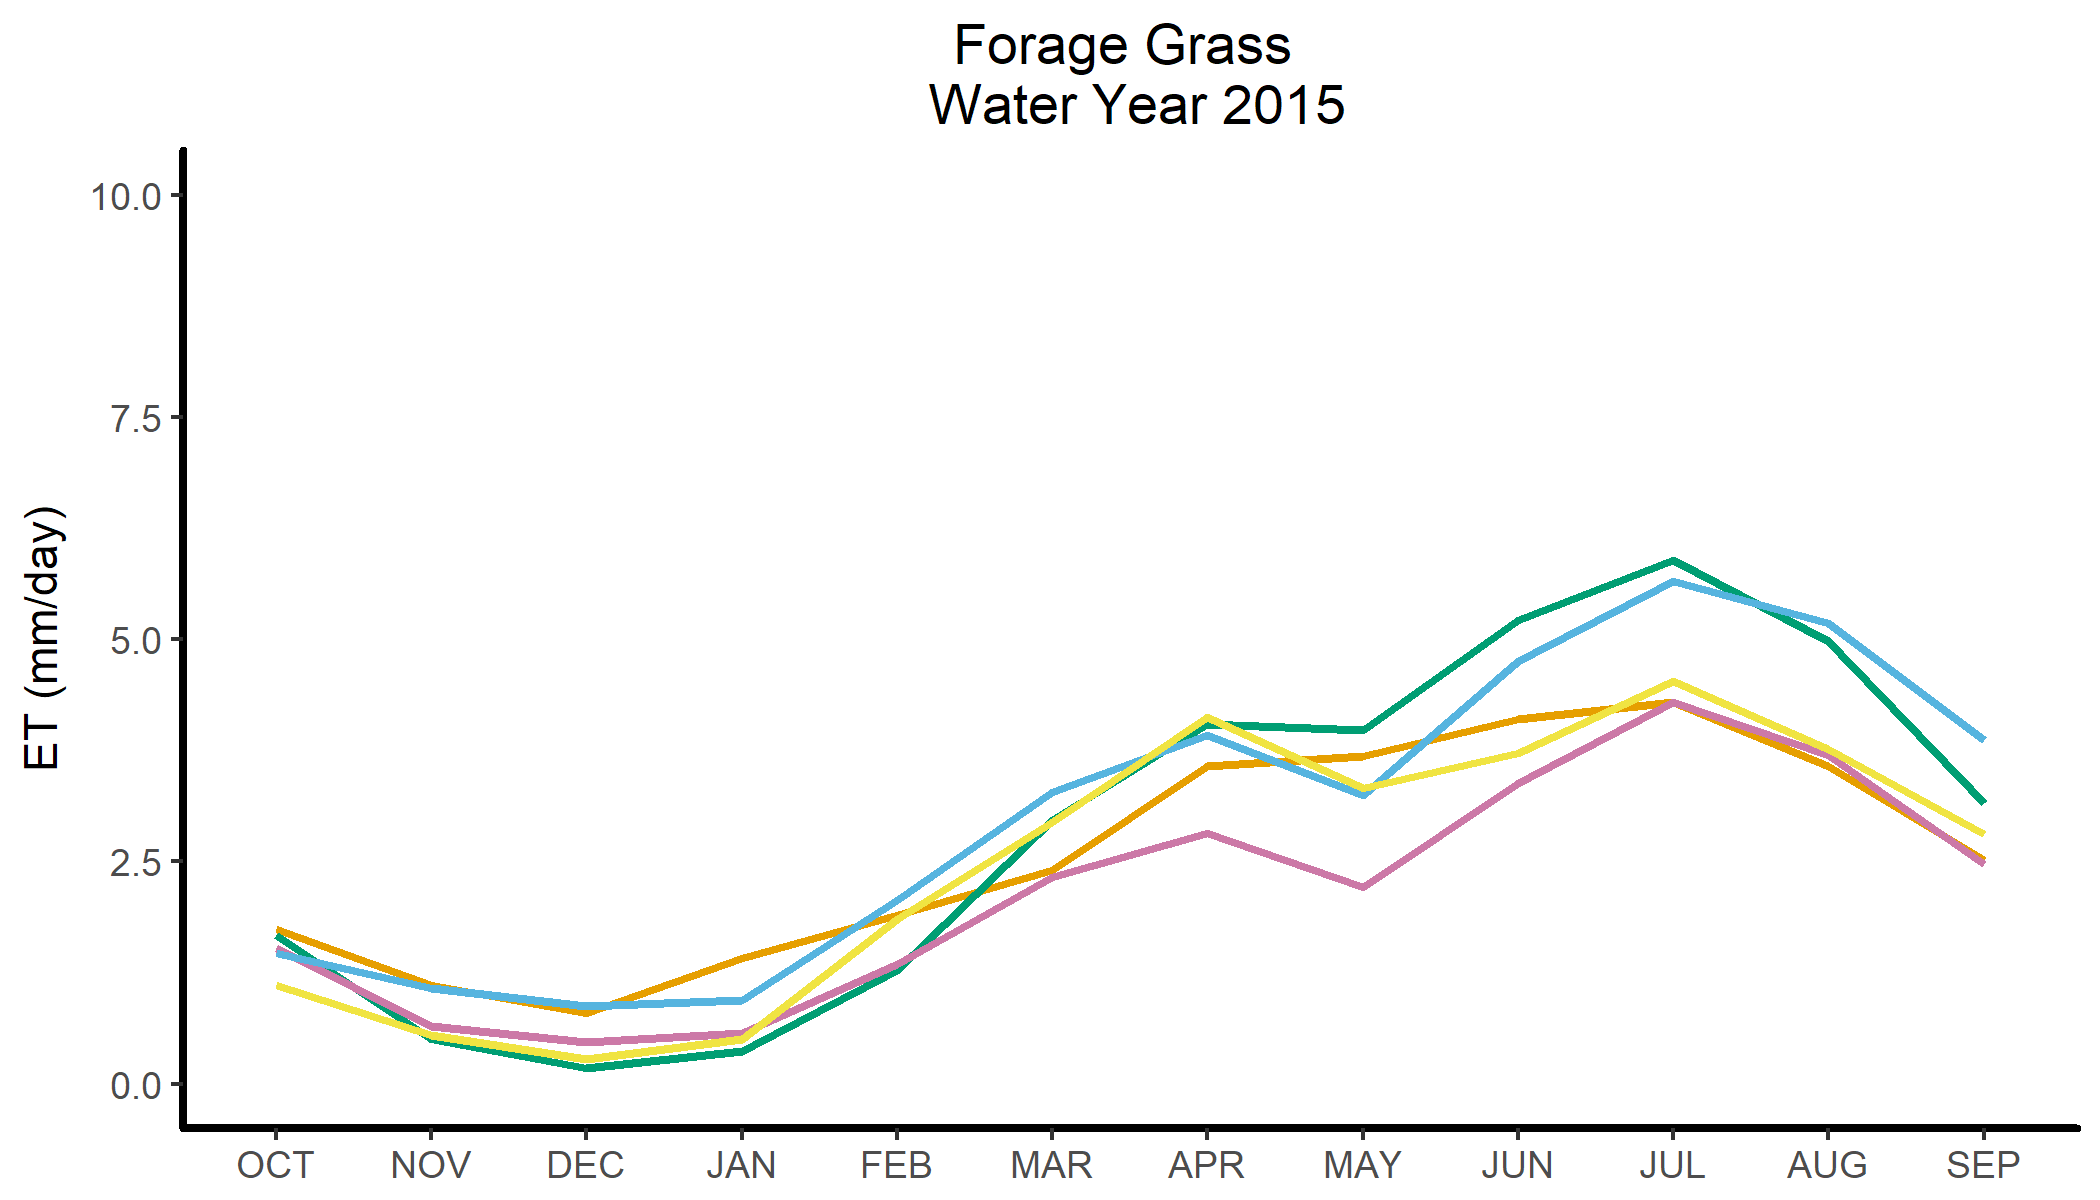 Forage Grass
Water Year 2015
ET (mm/day)
10.0
7.5
5.0
2.5
0.0
OCT NOV DEC JAN FEB MAR APR MAY JUN JUL AUG SEP